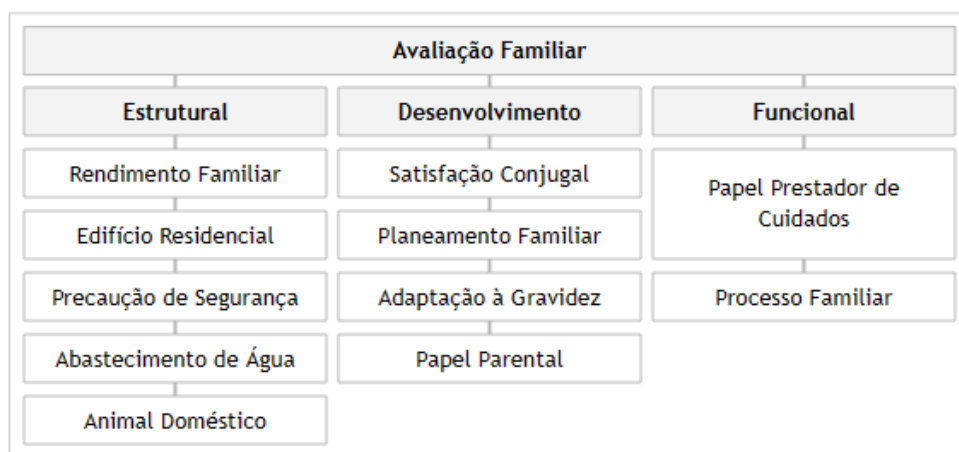 Avaliação Familiar
Estrutural
Desenvolvimento
Funcional
Rendimento Familiar
Satisfação Conjugal
Papel Prestador de
Cuidados
Edifício Residencial
Planeamento Familiar
Precaução de Segurança
Adaptação à Gravidez
Processo Familiar
Abastecimento de Água
Papel Parental
Animal Doméstico